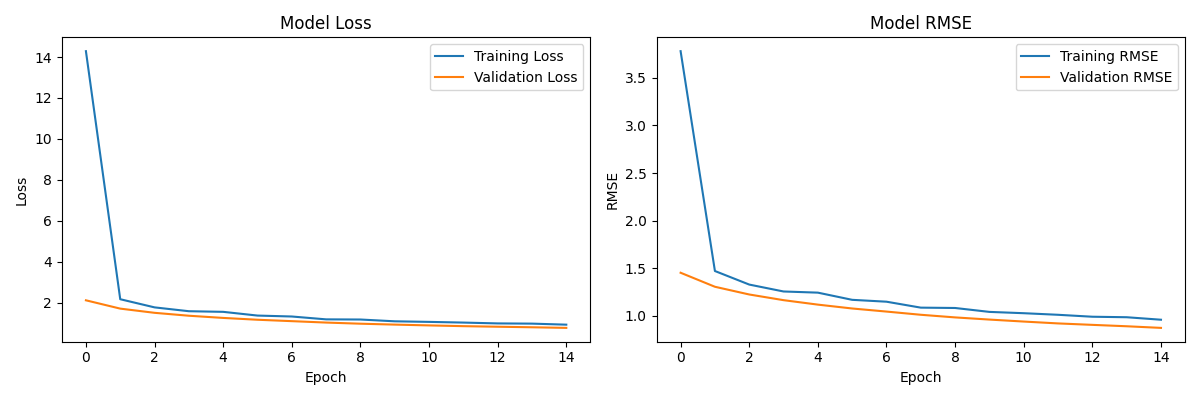 Model Loss
14
12
10
8
6
4
2
Loss
0 2 4 6 8 10 12 14
Epoch
Training Loss
Validation Loss
Model RMSE
3.5
3.0
2.5
2.0
1.5
1.0
RMSE
0 2 4 6 8 10 12 14
Epoch
Training RMSE
Validation RMSE